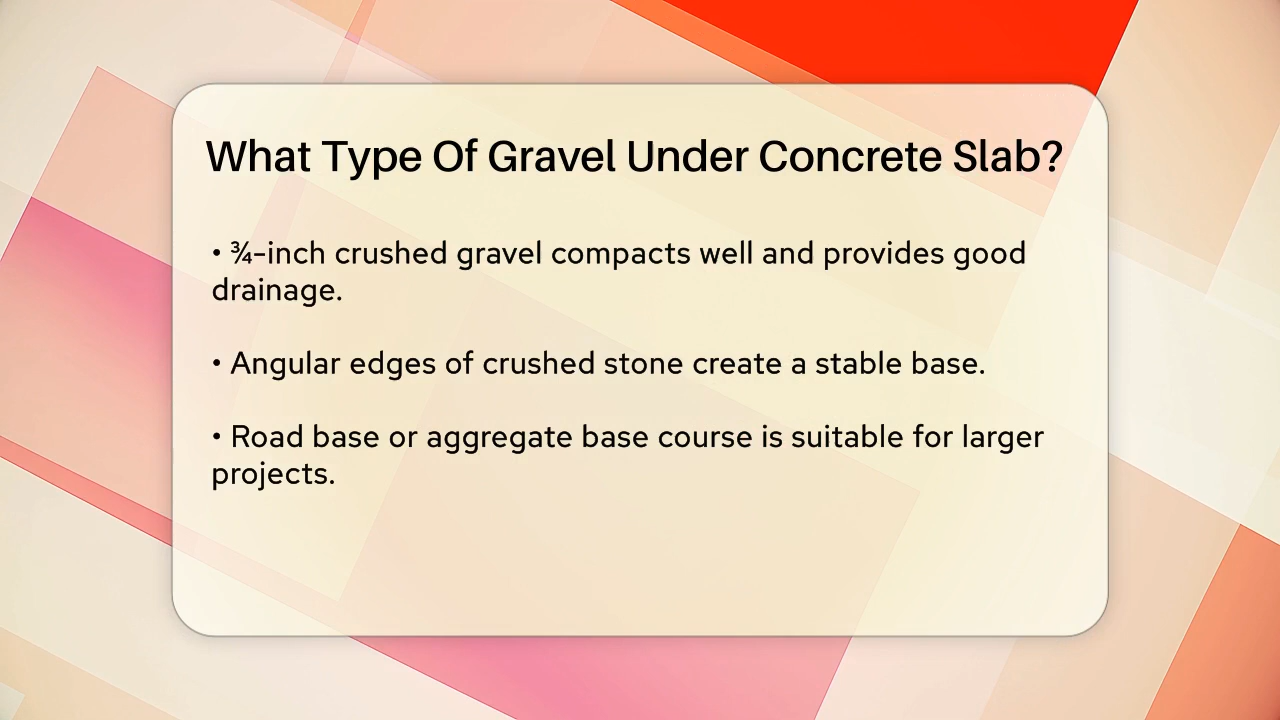 What Type Of Gravel Under Concrete Slab?
• ¾-inch crushed gravel compacts well and provides good
drainage.
• Angular edges of crushed stone create a stable base.
• Road base or aggregate base course is suitable for larger
projects.